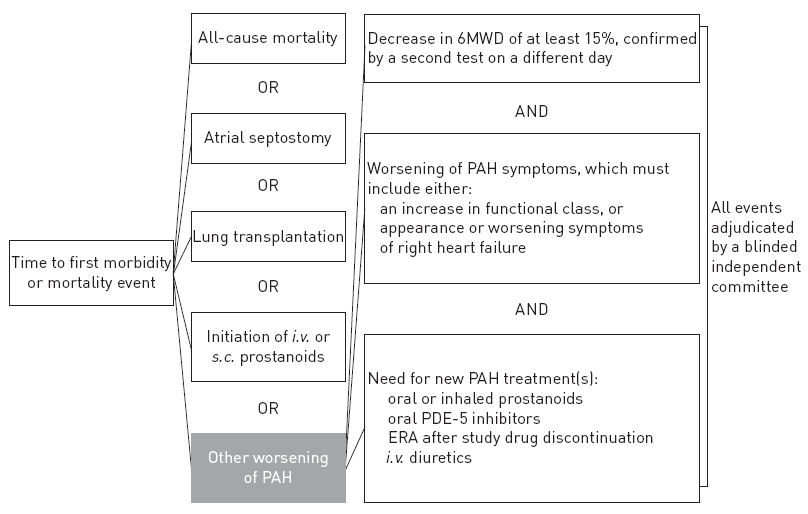 Time to first morbidity
or mortality event
All-cause mortality
OR
Atrial septostomy
OR
Lung transplantation
OR
Initiation of i.v. or
s.c. prostanoids
OR
Other worsening
of PAH
Decrease in 6MWD of at least 15%, confirmed
by a second test on a different day
AND
Worsening of PAH symptoms, which must
include either:
an increase in functional class, or
appearance or worsening symptoms
of right heart failure
AND
Need for new PAH treatment(s):
oral or inhaled prostanoids
oral PDE-5 inhibitors
ERA after study drug discontinuation
i.v. diuretics
All events
adjudicated
by a blinded
independent
committee